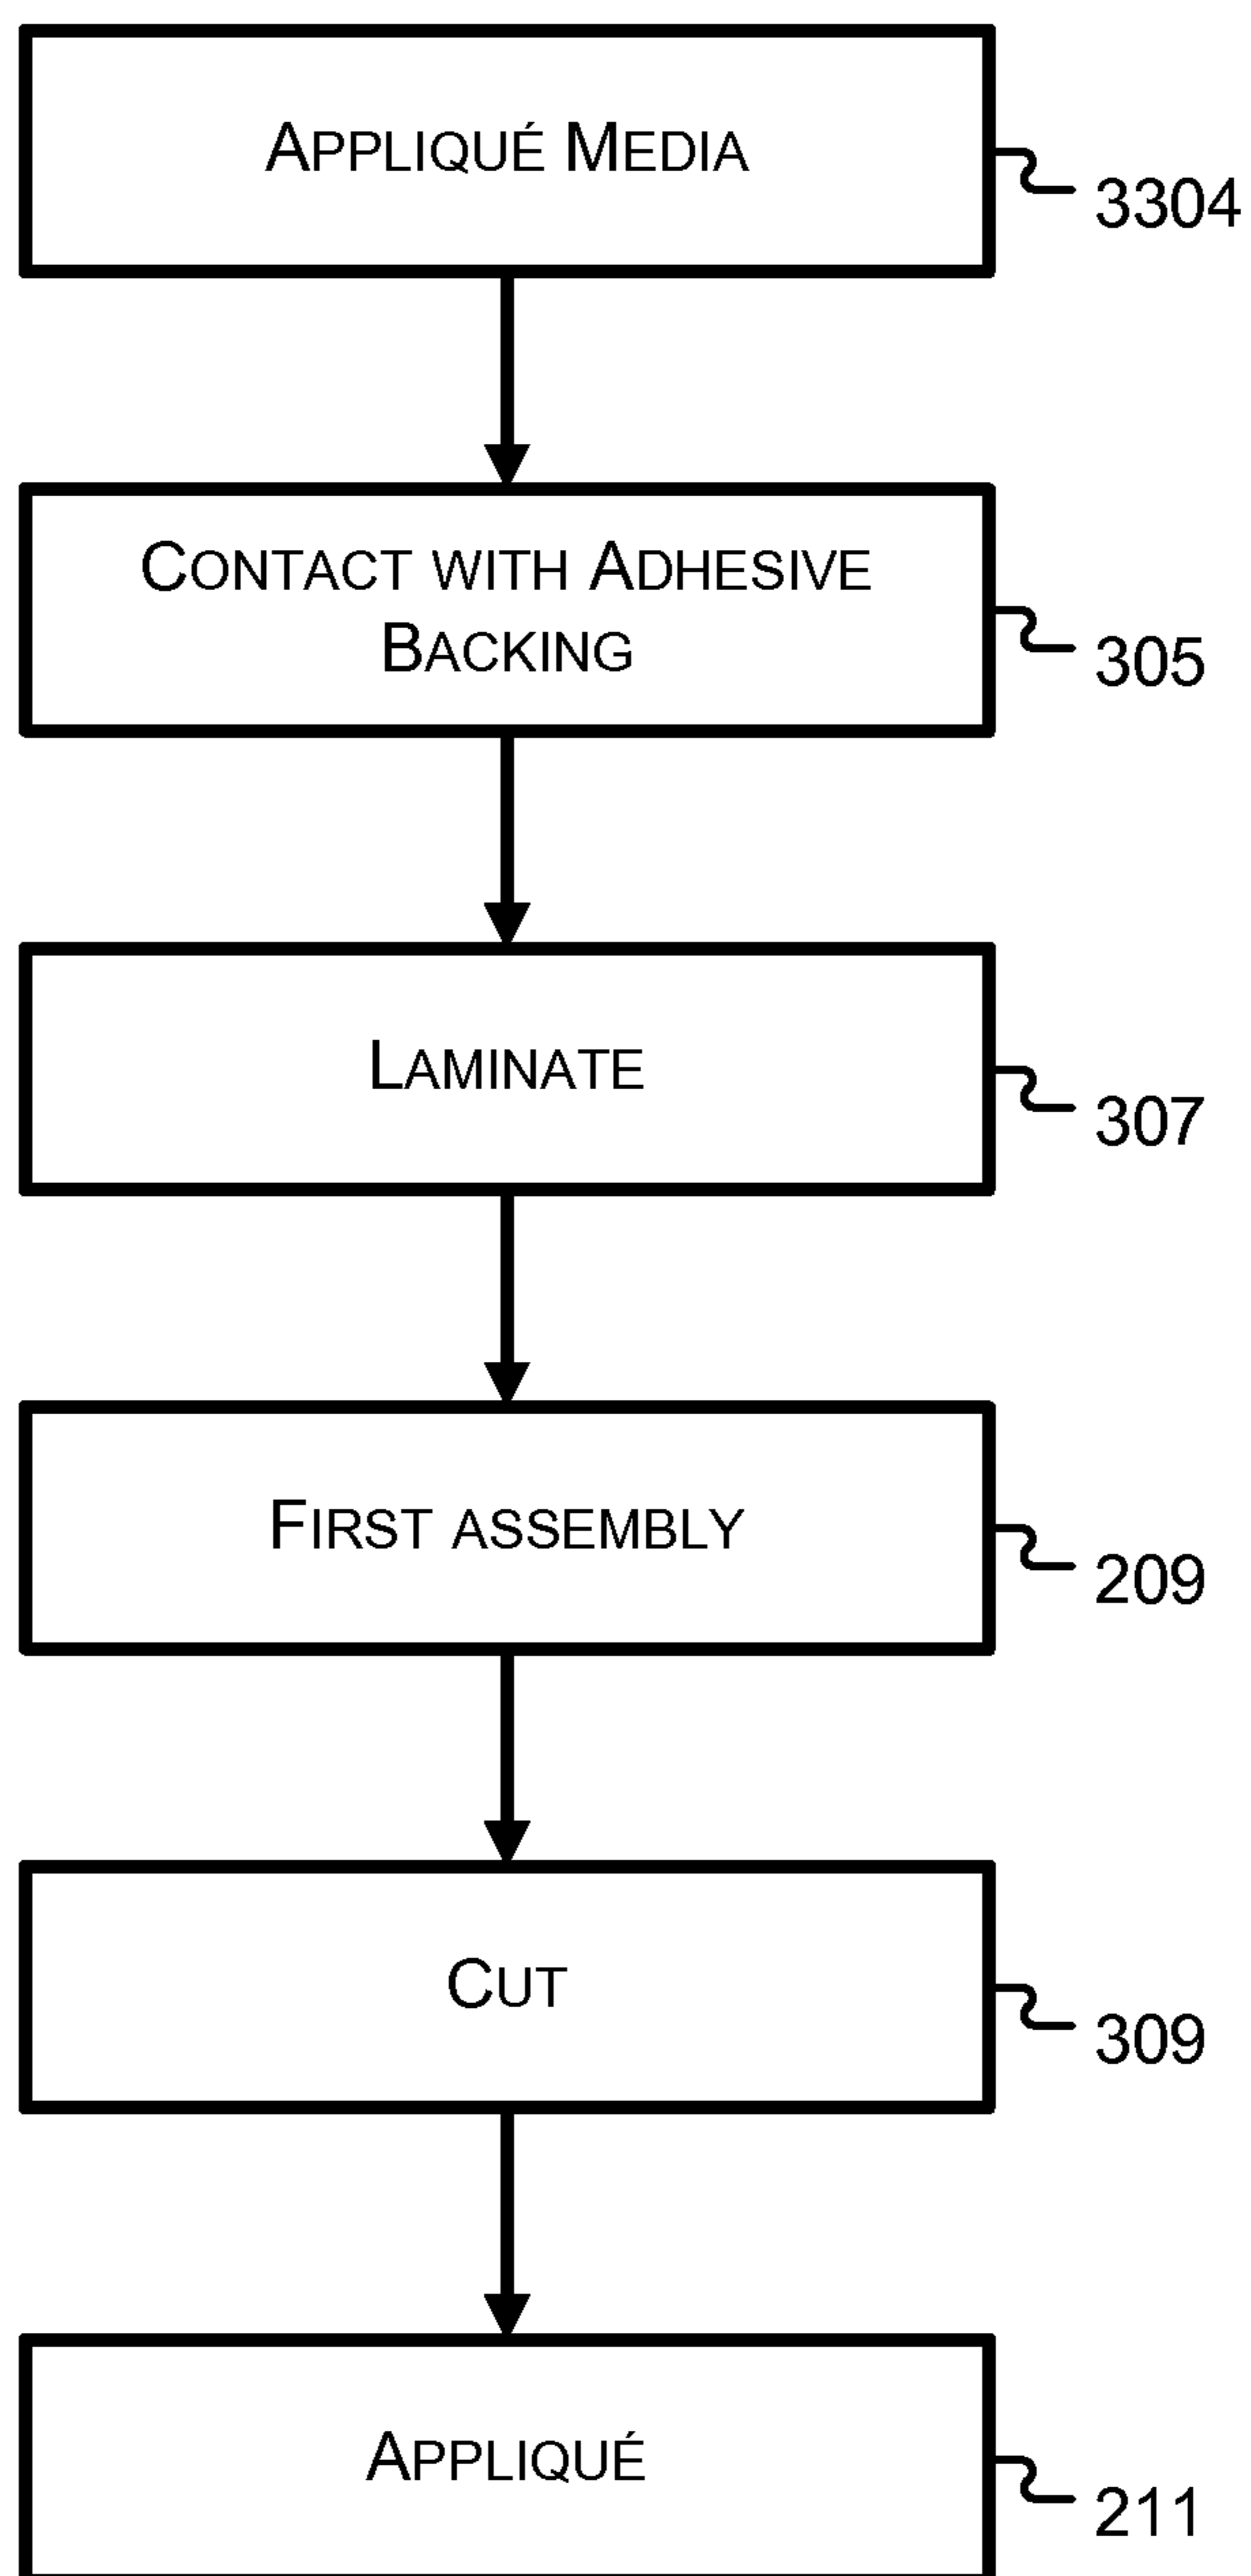 APPLIQUÉ MEDIA
3304
CONTACT WITH ADHESIVE
BACKING
305
LAMINATE
307
FIRST ASSEMBLY
209
CUT
309
APPLIQUÉ
211